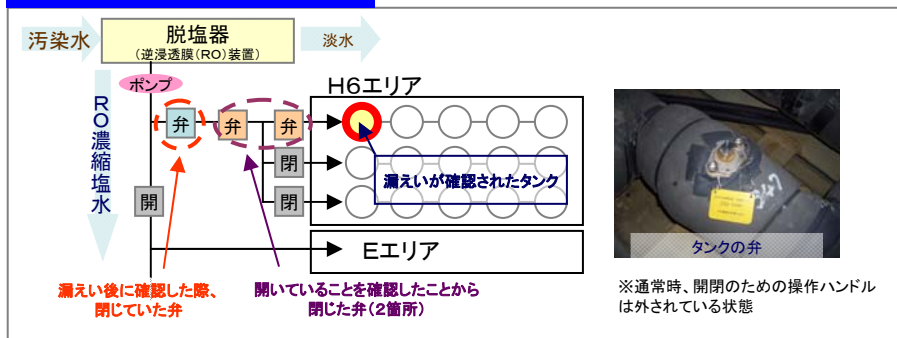 汚染水
脱塩器
(逆浸透膜(RO)装置)
淡水
ポンプ
RO濃縮塩水
H6エリア
弁
弁
弁
閉
閉
開
漏えいが確認されたタンク
Eエリア
漏えい後に確認した際、
閉じていた弁
開いていることを確認したことから
閉じた弁(2箇所)
タンクの弁
※通常時、開閉のための操作ハンドル
は外されている状態